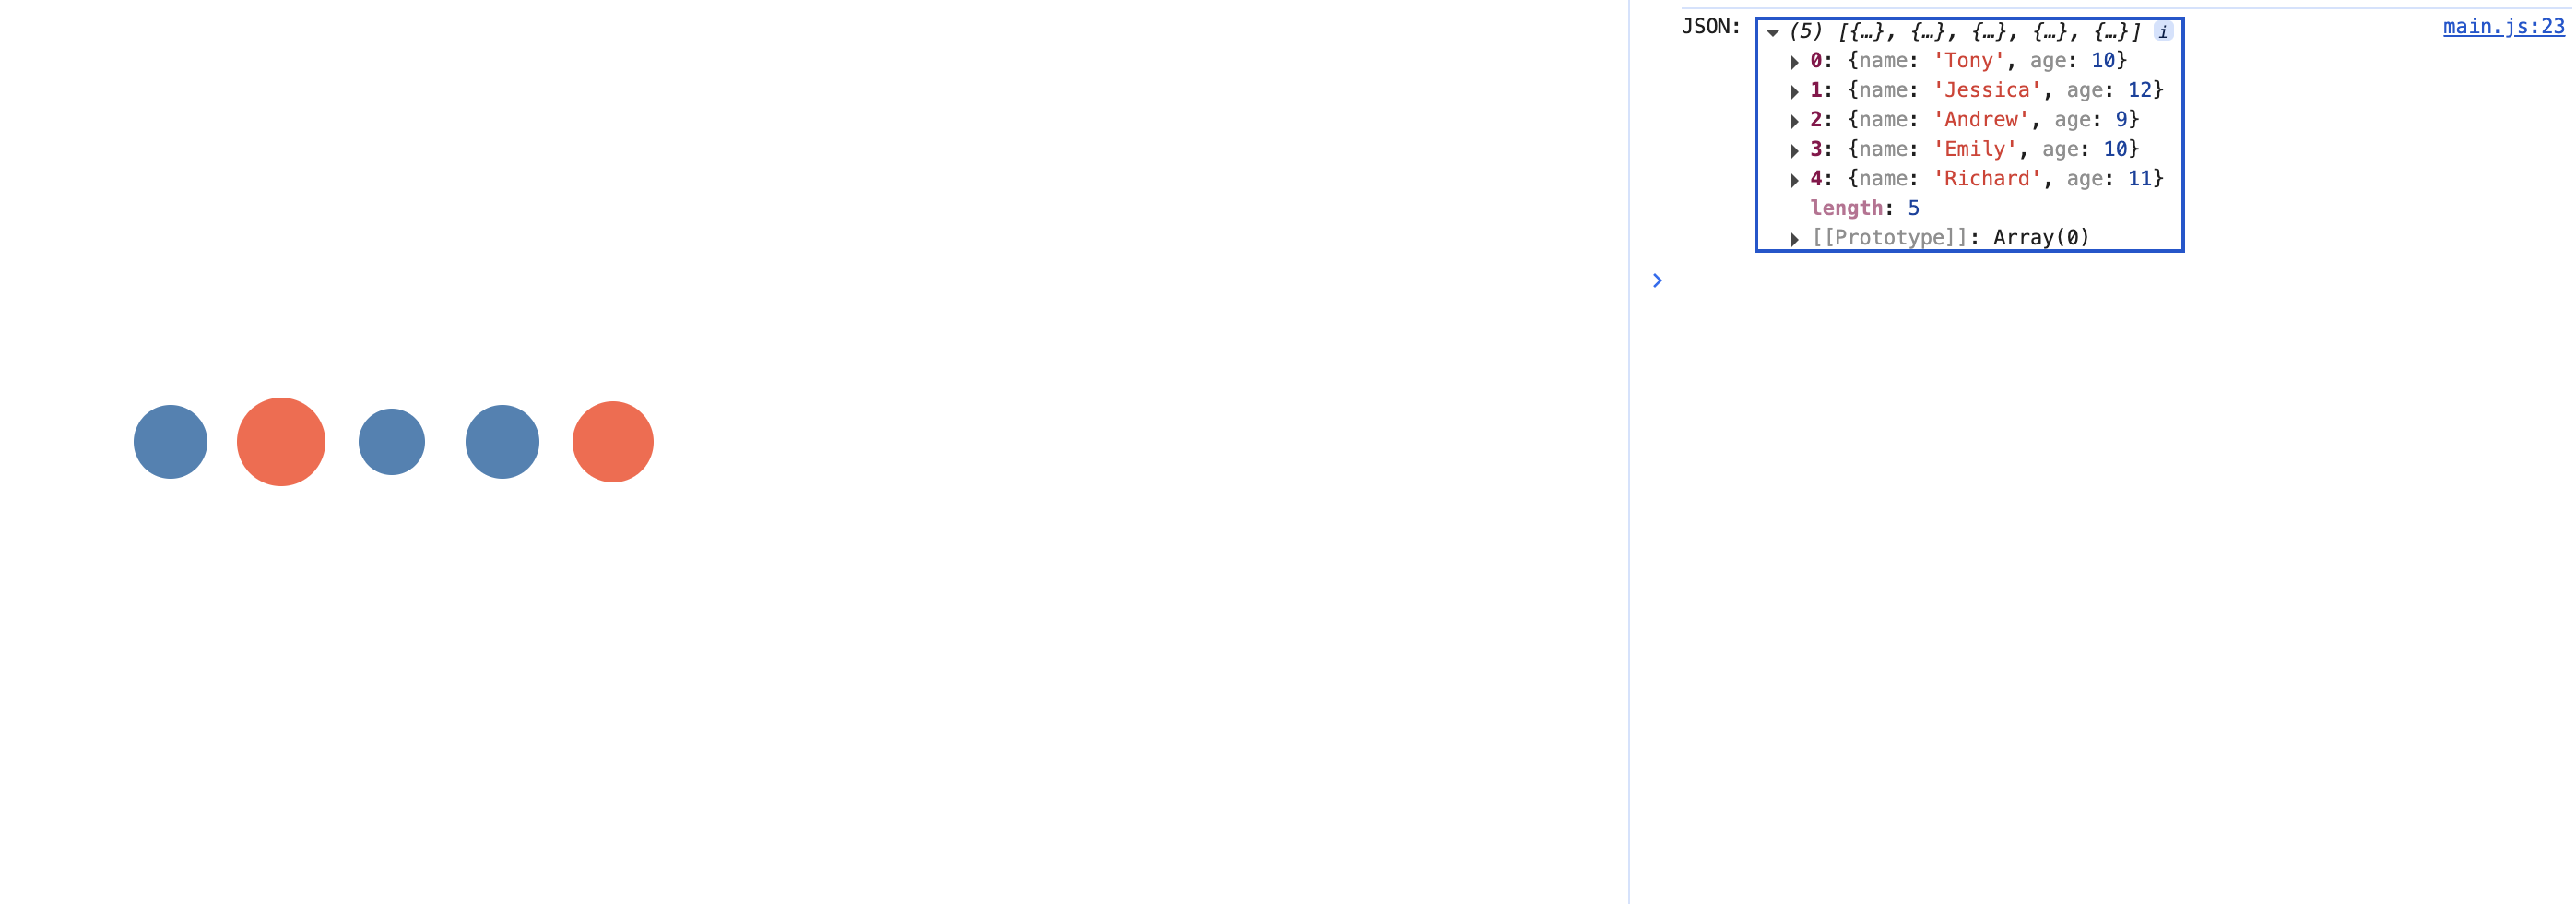 JSON: (5) [{…}, {…}, {…}, {…}, {…}] i main.js:23
0: {name: 'Tony', age: 10}
1: {name: 'Jessica', age: 12}
2: {name: 'Andrew', age: 9}
3: {name: 'Emily', age: 10}
4: {name: 'Richard', age: 11}
length: 5
[[Prototype]]: Array(0)